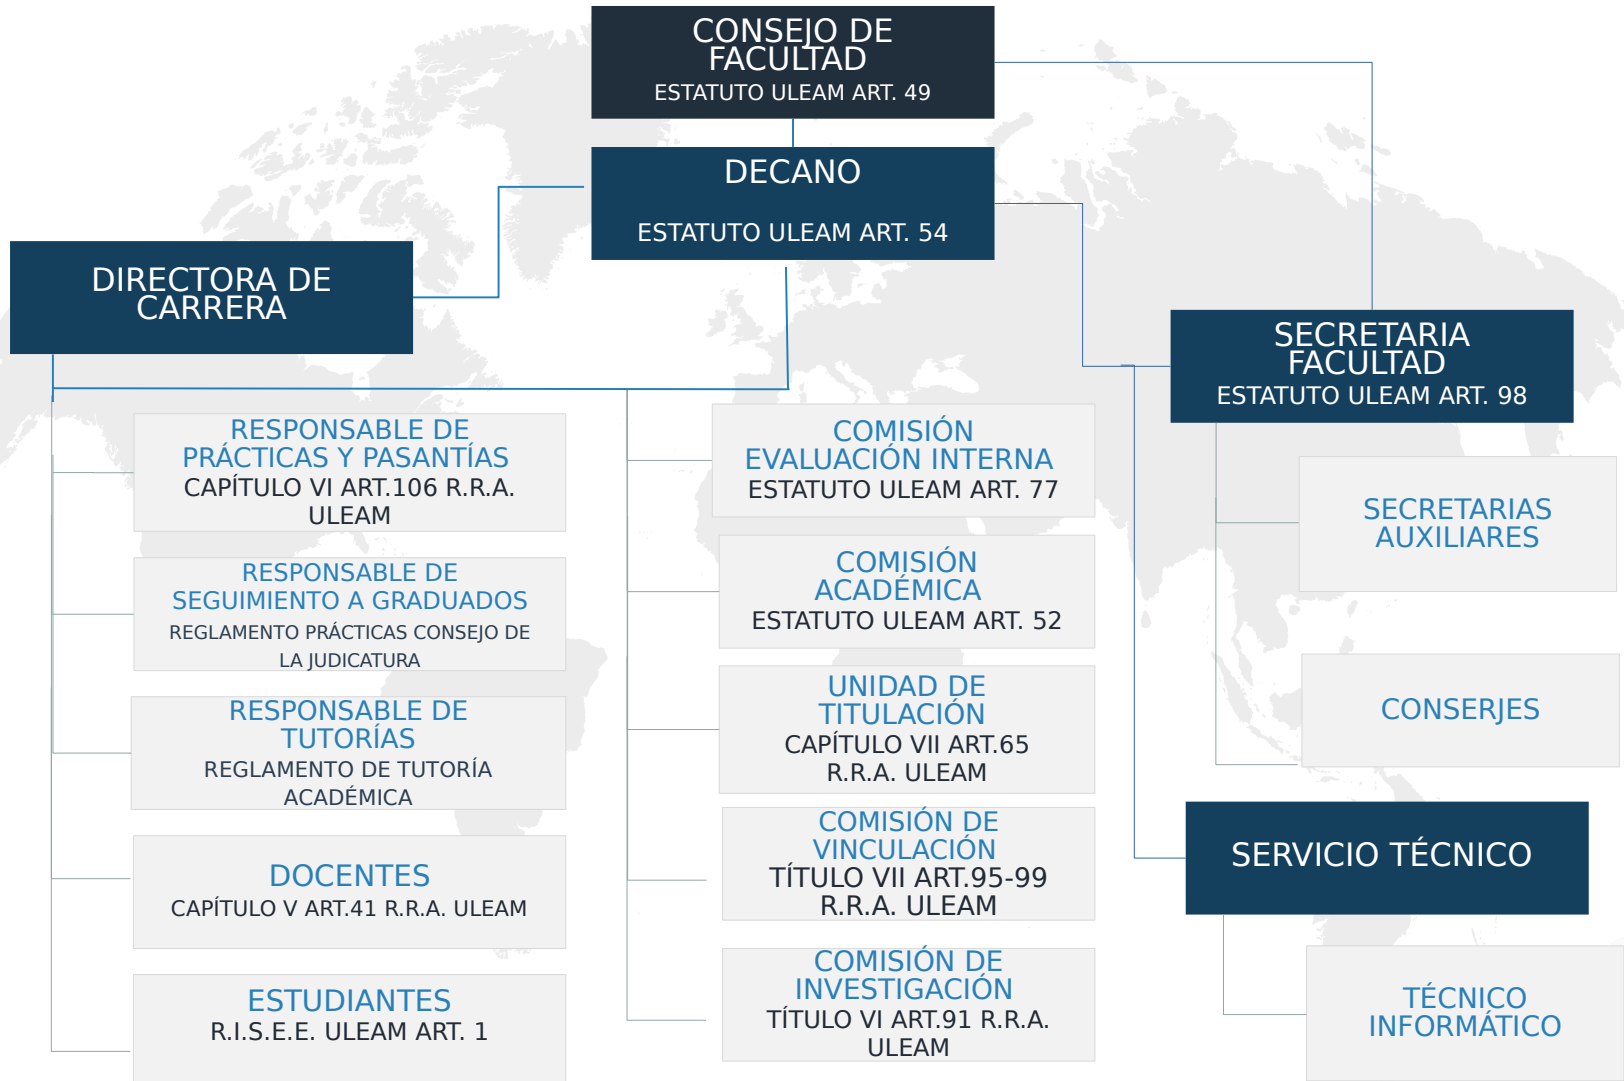 CONSEJO DE
FACULTAD
ESTATUTO ULEAM ART. 49
DECANO
ESTATUTO ULEAM ART. 54
DIRECTORA DE
CARRERA
SECRETARIA
FACULTAD
ESTATUTO ULEAM ART. 98
RESPONSABLE DE
PRÁCTICAS Y PASANTÍAS
CAPÍTULO VI ART.106 R.R.A.
ULEAM
RESPONSABLE DE
SEGUIMIENTO A GRADUADOS
REGLAMENTO PRÁCTICAS CONSEJO DE
LA JUDICATURA
RESPONSABLE DE
TUTORÍAS
REGLAMENTO DE TUTORÍA
ACADÉMICA
DOCENTES
CAPÍTULO V ART.41 R.R.A. ULEAM
ESTUDIANTES
R.I.S.E.E. ULEAM ART. 1
COMISIÓN
EVALUACIÓN INTERNA
ESTATUTO ULEAM ART. 77
COMISIÓN
ACADÉMICA
ESTATUTO ULEAM ART. 52
UNIDAD DE
TITULACIÓN
CAPÍTULO VII ART.65
R.R.A. ULEAM
COMISIÓN DE
VINCULACIÓN
TÍTULO VII ART.95-99
R.R.A. ULEAM
COMISIÓN DE
INVESTIGACIÓN
TÍTULO VI ART.91 R.R.A.
ULEAM
SECRETARIAS
AUXILIARES
CONSERJES
SERVICIO TÉCNICO
TÉCNICO
INFORMÁTICO